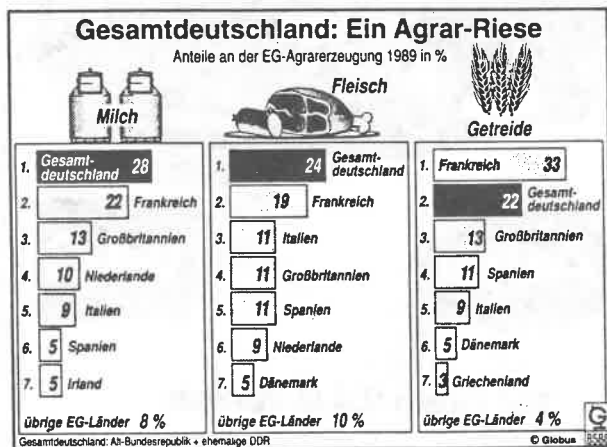 Gesamtdeutschland: Ein Agrar-Riese
Anteile an der EG-Agrarerzeugung 1989 in %
Milch
1. Gesamt-
deutschland 28
2. 22 Frankreich
3. 13 Großbritannien
4. 10 Niederlande
5. 9 Italien
6. 5 Spanien
7. 5 Irland
übrige EG-Länder 8 %
Fleisch
1. 24 Gesamt-
deutschland
2. 19 Frankreich
3. 11 Italien
4. 11 Großbritannien
5. 11 Spanien
6. 9 Niederlande
7. 5 Dänemark
übrige EG-Länder 10 %
Getreide
1. Frankreich 33
2. 22 Gesamt-
deutschland
3. 13 Großbritannien
4. 11 Spanien
5. 9 Italien
6. 5 Dänemark
7. 3 Griechenland
übrige EG-Länder 4 %
Gesamtdeutschland: Alt-Bundesrepublik + ehemalige DDR
© Globus
G